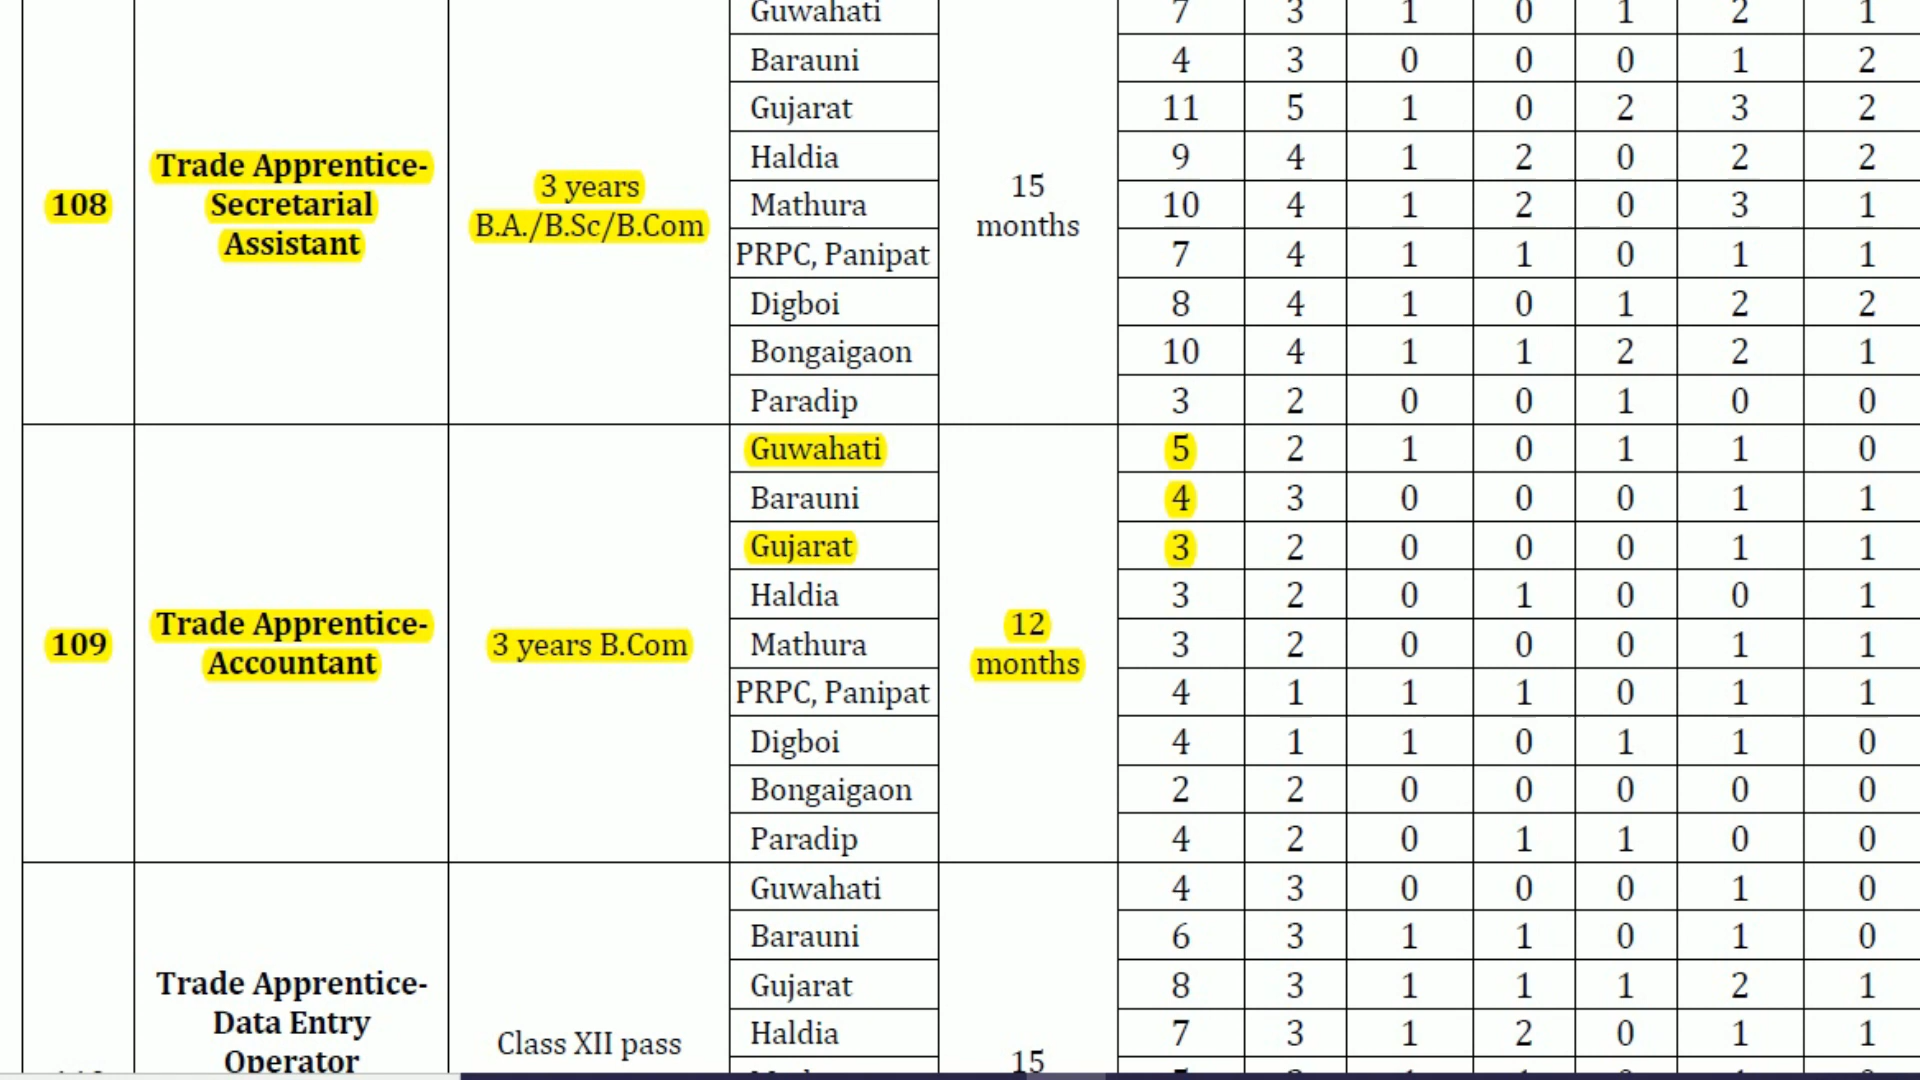 Guwahati 7 3 1 0 1 2 1
Barauni 4 3 0 0 0 1 2
Gujarat 11 5 1 0 2 3 2
Haldia 9 4 1 2 0 2 2
108
Trade Apprentice-
Secretarial
Assistant
3 years
B.A./B.Sc/B.Com
15
months
Mathura 10 4 1 2 0 3 1
PRPC, Panipat 7 4 1 1 0 1 1
Digboi 8 4 1 0 1 2 2
Bongaigaon 10 4 1 1 2 2 1
Paradip 3 2 0 0 1 0 0
Guwahati 5 2 1 0 1 1 0
Barauni 4 3 0 0 0 1 1
Gujarat 3 2 0 0 0 1 1
Haldia 3 2 0 1 0 0 1
109
Trade Apprentice-
Accountant
3 years B.Com
12
months
Mathura 3 2 0 0 0 1 1
PRPC, Panipat 4 1 1 1 0 1 1
Digboi 4 1 1 0 1 1 0
Bongaigaon 2 2 0 0 0 0 0
Paradip 4 2 0 1 1 0 0
Guwahati 4 3 0 0 0 1 0
Barauni 6 3 1 1 0 1 0
Gujarat 8 3 1 1 1 2 1
Haldia 7 3 1 2 0 1 1
Trade Apprentice-
Data Entry
Operator
Class XII pass
15